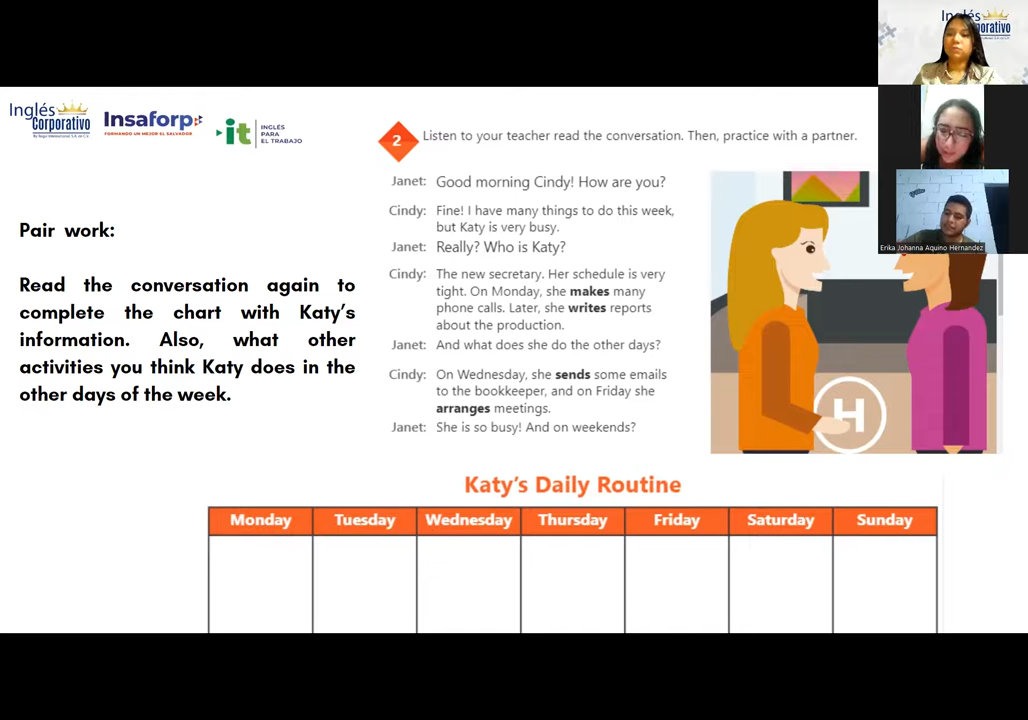 Inglés
Corporativo
Insaforp
FORMANDO UN MEJOR EL SALVADOR
it
INGLÉS
PARA
EL TRABAJO
Pair work:
Read the conversation again to
complete the chart with Katy's
information. Also, what other
activities you think Katy does in the
other days of the week.
2
Listen to your teacher read the conversation. Then, practice with a partner.
Janet: Good morning Cindy! How are you?
Cindy: Fine! I have many things to do this week,
but Katy is very busy.
Janet: Really? Who is Katy?
Cindy: The new secretary. Her schedule is very
tight. On Monday, she makes many
phone calls. Later, she writes reports
about the production.
Janet: And what does she do the other days?
Cindy: On Wednesday, she sends some emails
to the bookkeeper, and on Friday she
arranges meetings.
Janet: She is so busy! And on weekends?
H
Katy's Daily Routine
Monday Tuesday Wednesday Thursday Friday Saturday Sunday
Erika Johanna Aquino Hernandez